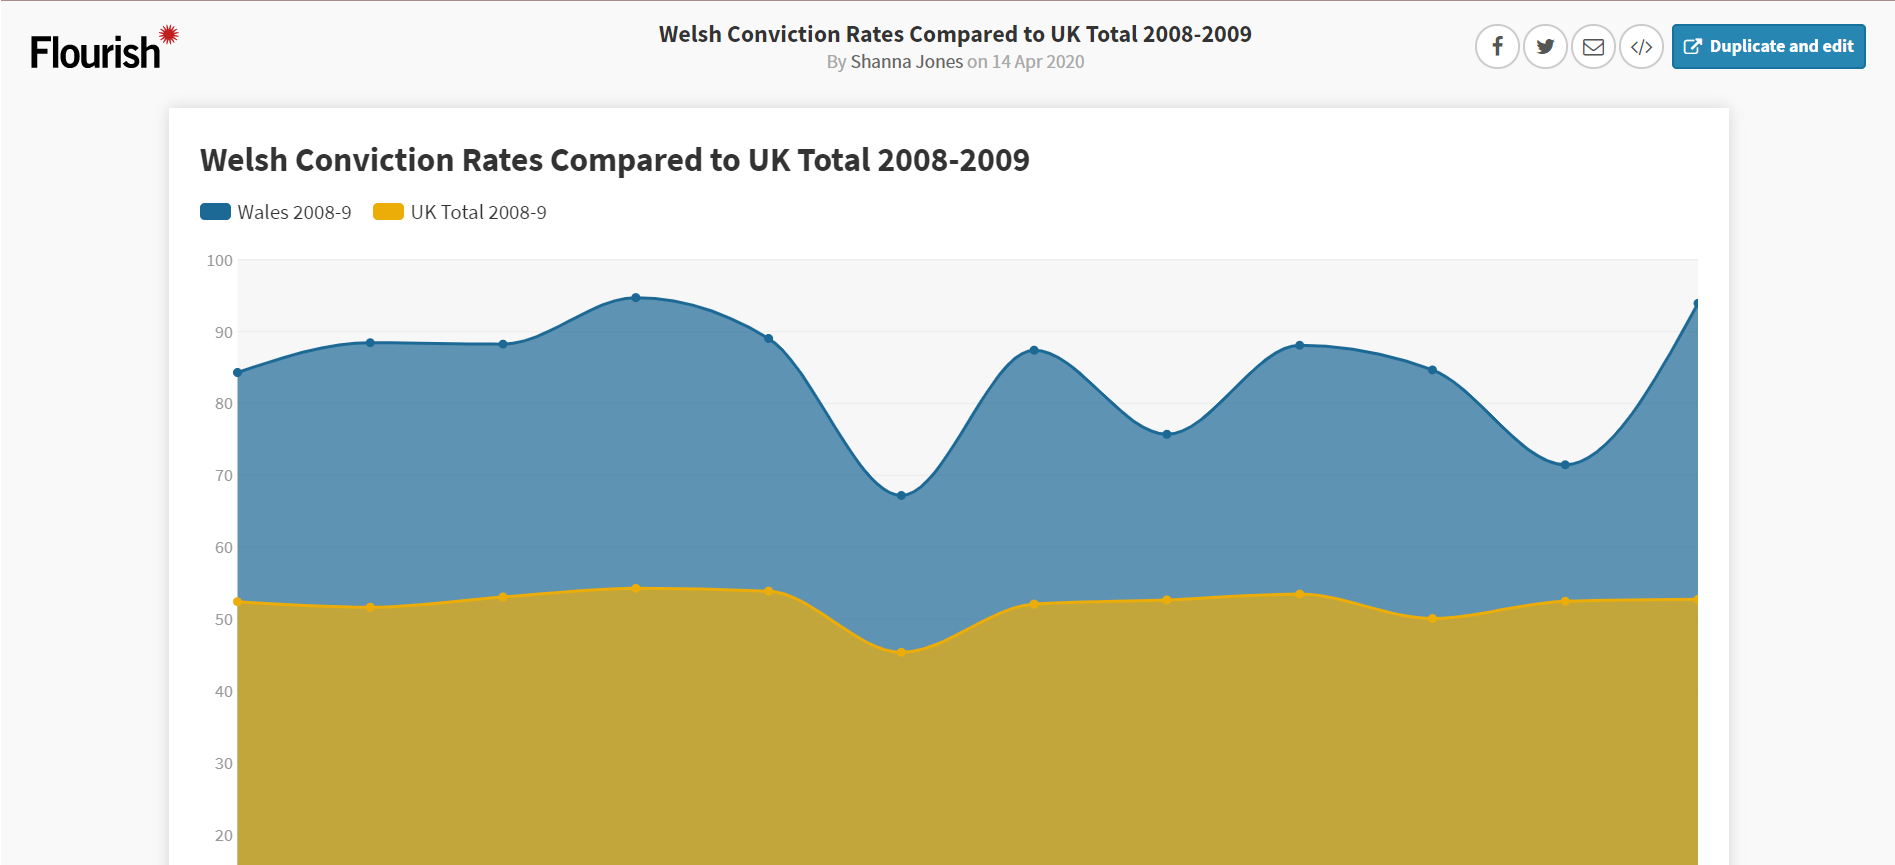 Flourish
Welsh Conviction Rates Compared to UK Total 2008-2009
By Shanna Jones on 14 Apr 2020
Duplicate and edit
Welsh Conviction Rates Compared to UK Total 2008-2009
Wales 2008-9 UK Total 2008-9
100
90
80
70
60
50
40
30
20